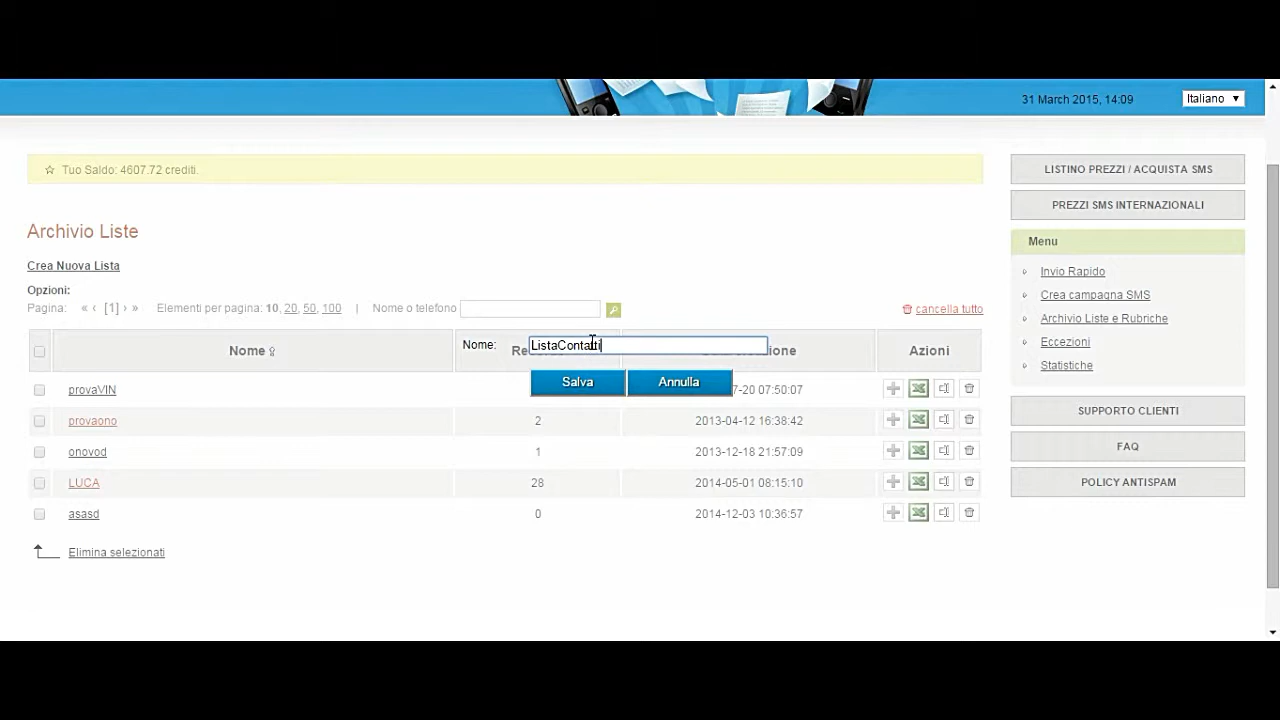 31 March 2015, 14:09 Italiano
Tuo Saldo: 4607.72 crediti.
LISTINO PREZZI / ACQUISTA SMS
PREZZI SMS INTERNAZIONALI
Archivio Liste
Menu
Crea Nuova Lista
Invio Rapido
Opzioni:
Crea campagna SMS
Pagina: « ‹ [1] › » Elementi per pagina: 10, 20, 50, 100 | Nome o telefono cancella tutto
Archivio Liste e Rubriche
Eccezioni
Statistiche
Nome: ListaContatti
Nome Azioni
Salva Annulla
provaVIN 07:50:07
provaono 2 2013-04-12 16:38:42
onovod 1 2013-12-18 21:57:09
LUCA 28 2014-05-01 08:15:10
asasd 0 2014-12-03 10:36:57
SUPPORTO CLIENTI
FAQ
POLICY ANTISPAM
Elimina selezionati